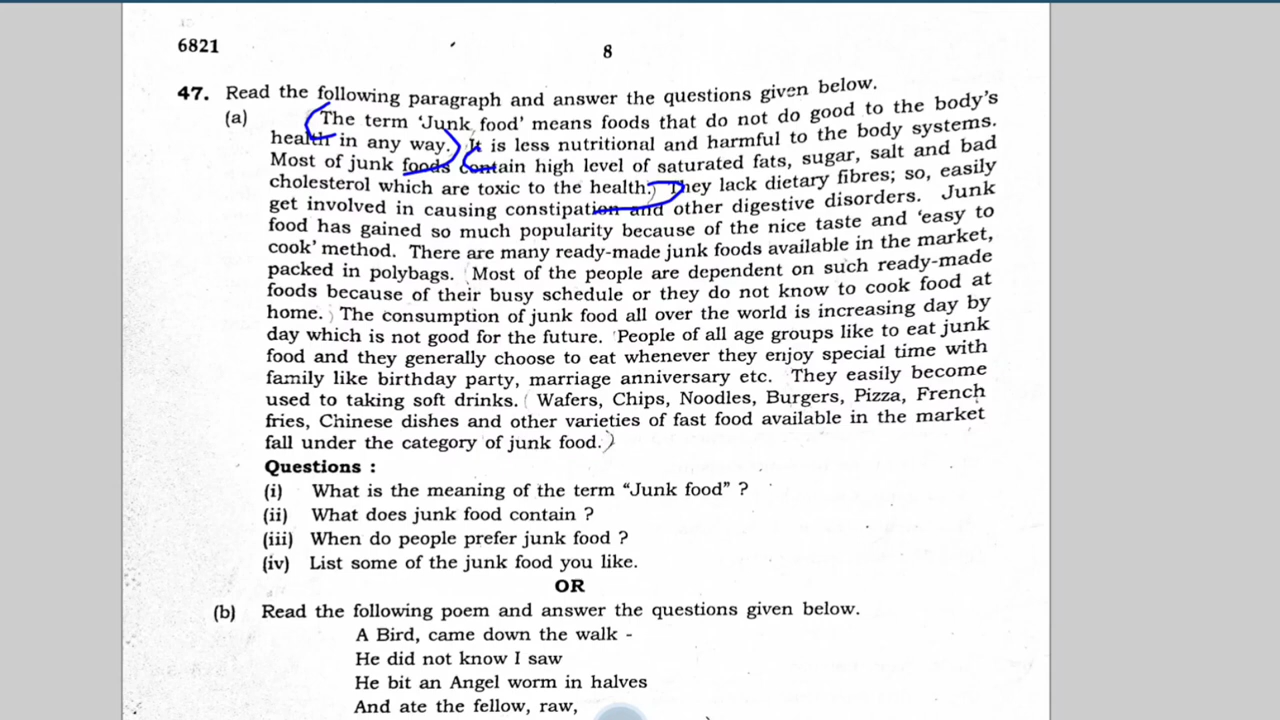 6821
8
47. Read the following paragraph and answer the questions given below.
(a) The term ‘Junk food’ means foods that do not do good to the body’s
health in any way. It is less nutritional and harmful to the body systems.
Most of junk foods contain high level of saturated fats, sugar, salt and bad
cholesterol which are toxic to the health. They lack dietary fibres; so, easily
get involved in causing constipation and other digestive disorders. Junk
food has gained so much popularity because of the nice taste and ‘easy to
cook’ method. There are many ready-made junk foods available in the market,
packed in polybags. (Most of the people are dependent on such ready-made
foods because of their busy schedule or they do not know to cook food at
home.) The consumption of junk food all over the world is increasing day by
day which is not good for the future. People of all age groups like to eat junk
food and they generally choose to eat whenever they enjoy special time with
family like birthday party, marriage anniversary etc. They easily become
used to taking soft drinks. (Wafers, Chips, Noodles, Burgers, Pizza, French
fries, Chinese dishes and other varieties of fast food available in the market
fall under the category of junk food.)
Questions :
(i) What is the meaning of the term “Junk food” ?
(ii) What does junk food contain ?
(iii) When do people prefer junk food ?
(iv) List some of the junk food you like.
OR
(b) Read the following poem and answer the questions given below.
A Bird, came down the walk -
He did not know I saw
He bit an Angel worm in halves
And ate the fellow, raw,